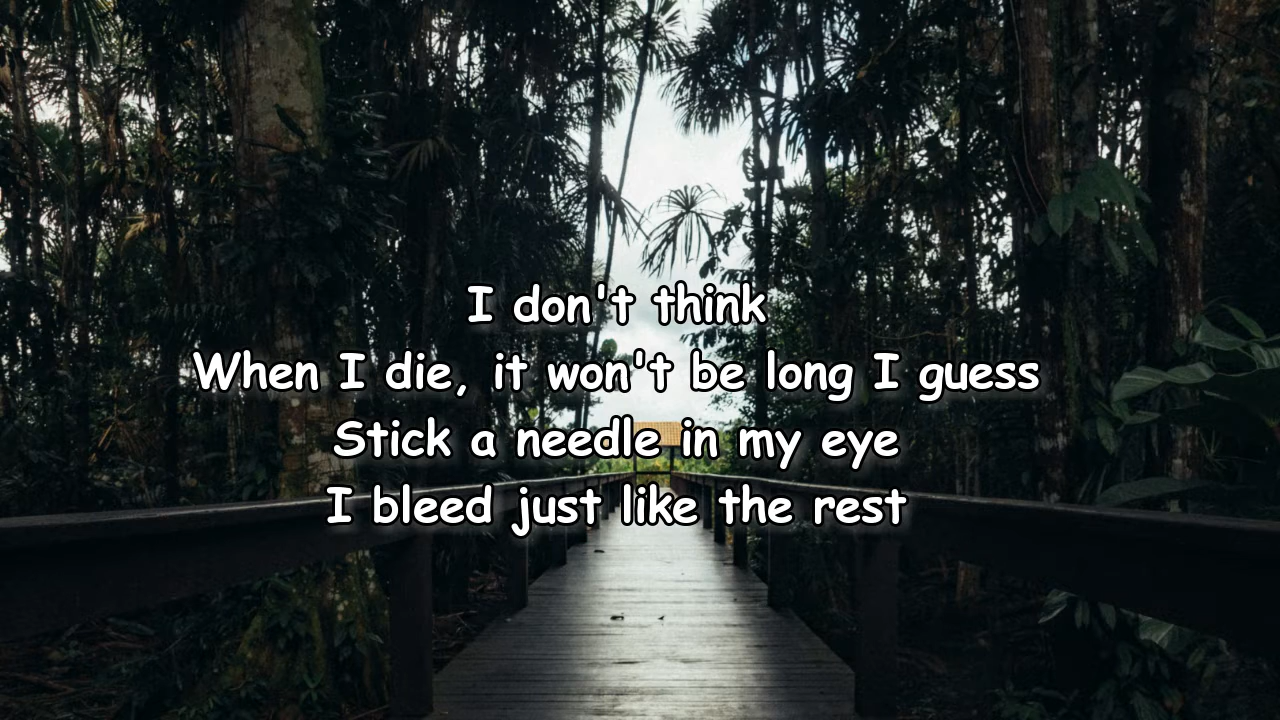 I don't think
When I die, it won't be long I guess
Stick a needle in my eye
I bleed just like the rest